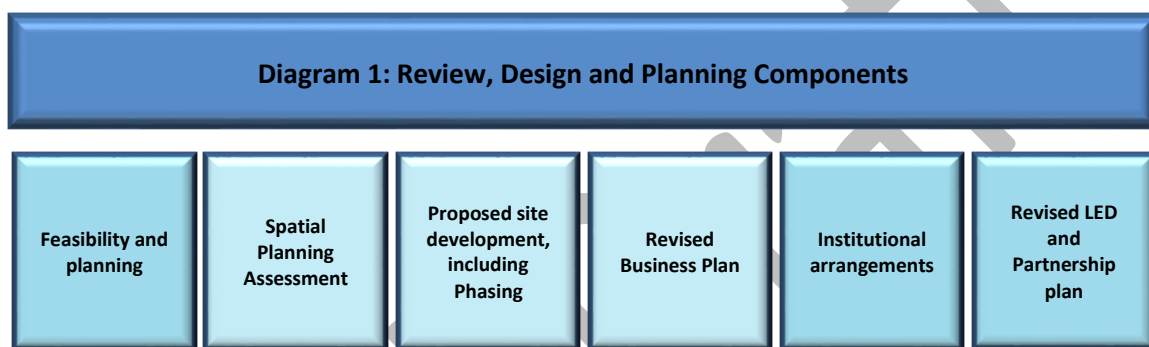 Diagram 1: Review, Design and Planning Components
Feasibility and
planning
Spatial
Planning
Assessment
Proposed site
development,
including
Phasing
Revised
Business Plan
Institutional
arrangements
Revised LED
and
Partnership
plan